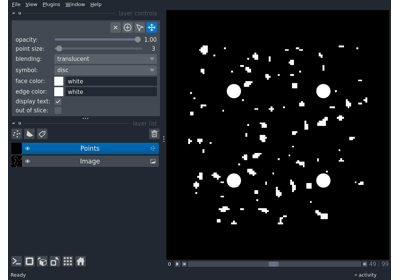 File View Plugins Window Help
layer controls
opacity: 1.00
point size: 3
blending: translucent
symbol: disc
face color: white
edge color: white
display text:
out of slice:
layer list
Points
Image
0 49 99
Ready activity